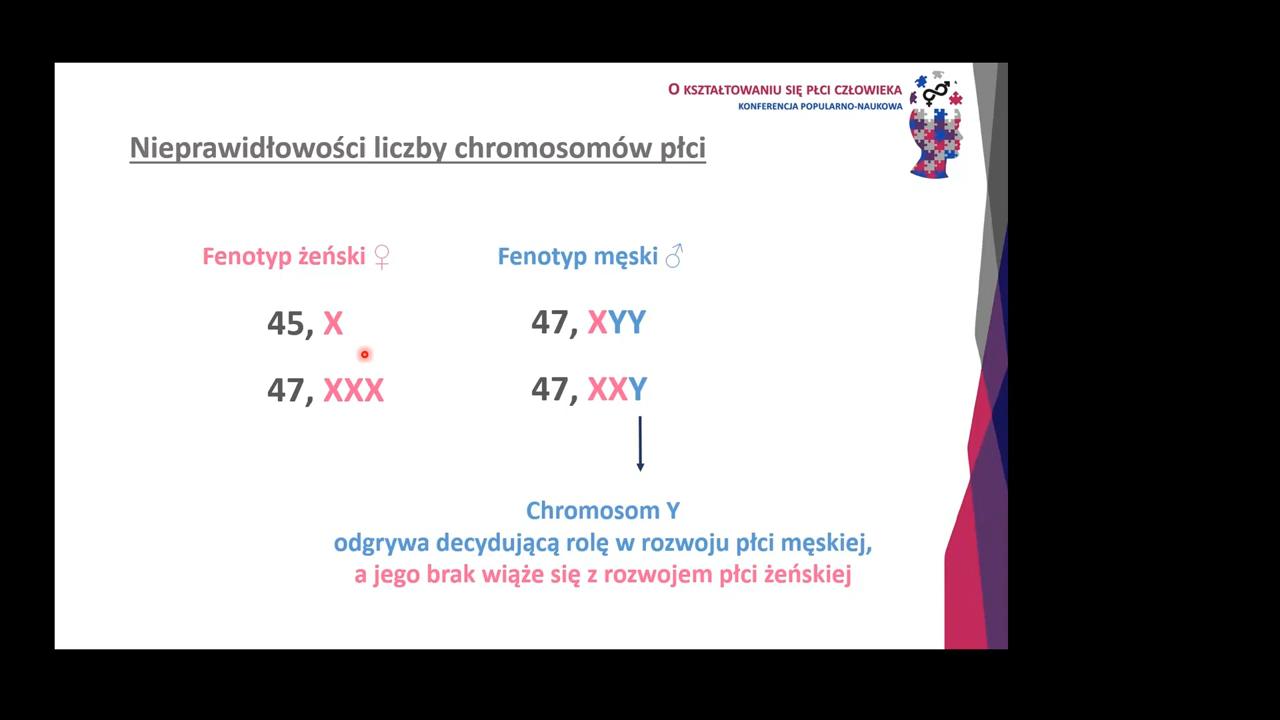 O KSZTAŁTOWANIU SIĘ PŁCI CZŁOWIEKA
KONFERENCJA POPULARNO-NAUKOWA
Nieprawidłowości liczby chromosomów płci
Fenotyp żeński ♀
Fenotyp męski ♂
45, X
47, XYY
47, XXX
47, XXY
Chromosom Y
odgrywa decydującą rolę w rozwoju płci męskiej,
a jego brak wiąże się z rozwojem płci żeńskiej